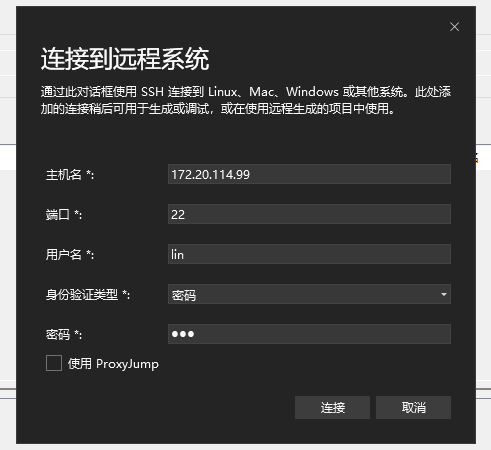 连接到远程系统
通过此对话框使用 SSH 连接到 Linux、Mac、Windows 或其他系统。此处添
加的连接稍后可用于生成或调试，或在使用远程生成的项目中使用。
主机名 *: 172.20.114.99
端口 *: 22
用户名 *: lin
身份验证类型 *: 密码
密码 *: ●●●
使用 ProxyJump
连接 取消